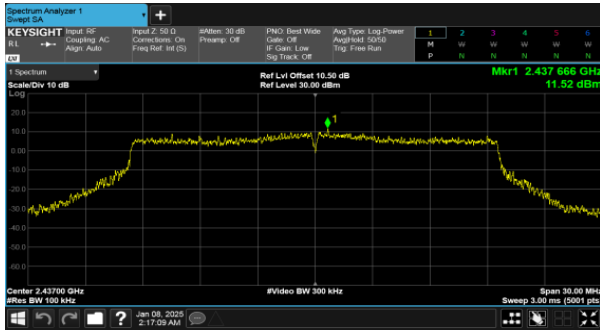 Spectrum Analyzer 1
Swept SA
+
KEYSIGHT
RL
LXI
Input: RF
Coupling: AC
Align: Auto
Input Z: 50 Ω
Corrections: On
Freq Ref: Int (S)
#Atten: 30 dB
Preamp: Off
PNO: Best Wide
Gate: Off
IF Gain: Low
Sig Track: Off
Avg Type: Log-Power
Avg|Hold: 50/50
Trig: Free Run
1 2 3 4 5 6
M W W W W W
P N N N N N
1 Spectrum
Scale/Div 10 dB
Log
Ref Lvl Offset 10.50 dB
Ref Level 30.00 dBm
Mkr1 2.437 666 GHz
11.52 dBm
1
20.0
10.0
0.00
-10.0
-20.0
-30.0
-40.0
-50.0
-60.0
Center 2.43700 GHz
#Res BW 100 kHz
#Video BW 300 kHz
Span 30.00 MHz
Sweep 3.00 ms (5001 pts)
?
Jan 08, 2025
2:17:09 AM